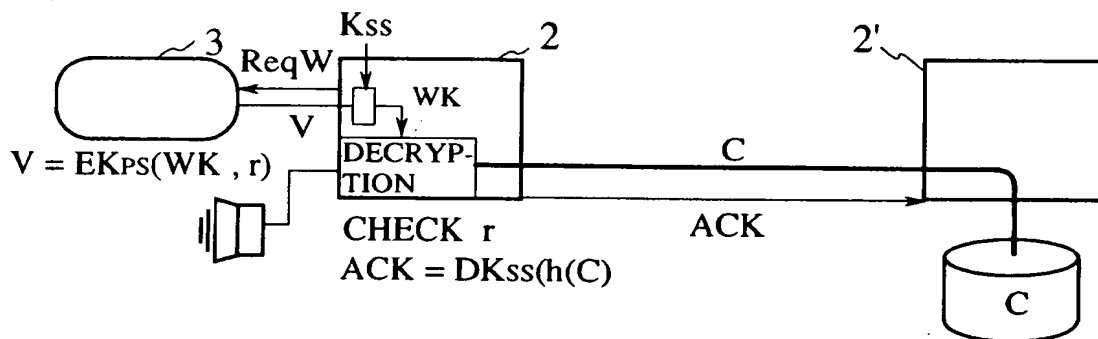 3
ReqW
Kss
2
2'
WK
V
C
V = EKPS(WK , r)
DECRYP-
TION
ACK
CHECK r
ACK = DKss(h(C)
C